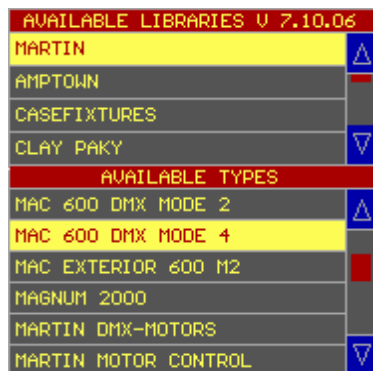 AVAILABLE LIBRARIES V 7.10.06
MARTIN
AMPTOWN
CASEFIXTURES
CLAY PAKY
AVAILABLE TYPES
MAC 600 DMX MODE 2
MAC 600 DMX MODE 4
MAC EXTERIOR 600 M2
MAGNUM 2000
MARTIN DMX-MOTORS
MARTIN MOTOR CONTROL